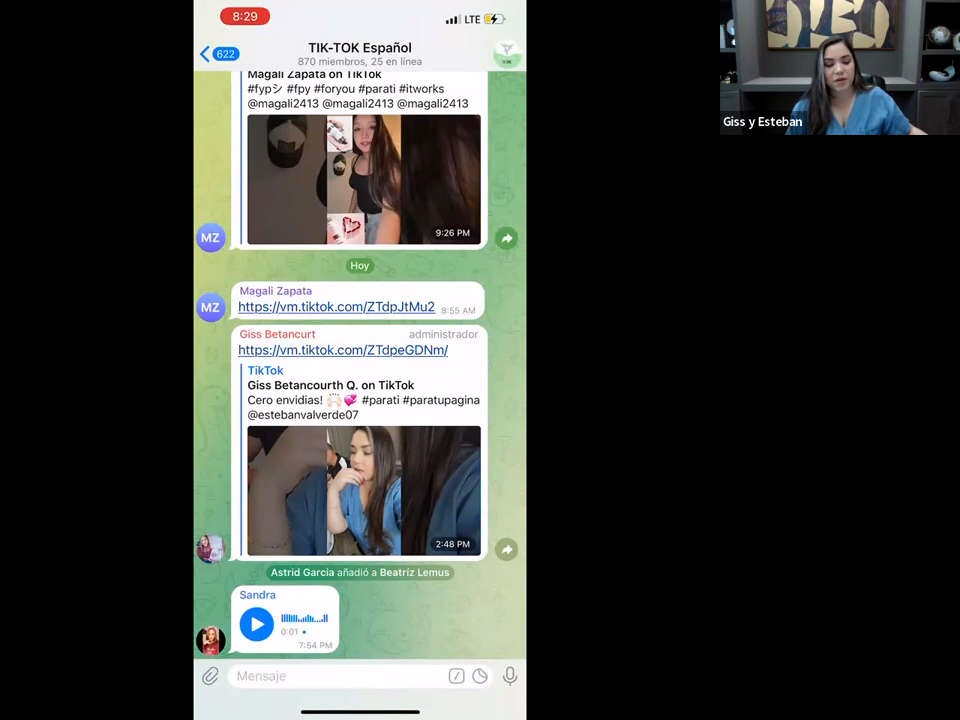 8:29
LTE
622
TIK-TOK Español
870 miembros, 25 en línea
Magali Zapata on TikTok
#fypシ #fpy #foryou #parati #itworks
@magali2413 @magali2413 @magali2413
9:26 PM
MZ
Hoy
Magali Zapata
https://vm.tiktok.com/ZTdpJtMu2 8:55 AM
MZ
Giss Betancurt administrador
https://vm.tiktok.com/ZTdpeGDNm/
TikTok
Giss Betancourth Q. on TikTok
Cero envidias! 🙌🏻💞 #parati #paratupagina
@estebanvalverde07
2:48 PM
Astrid Garcia añadió a Beatríz Lemus
Sandra
0:01
7:54 PM
Mensaje
Giss y Esteban